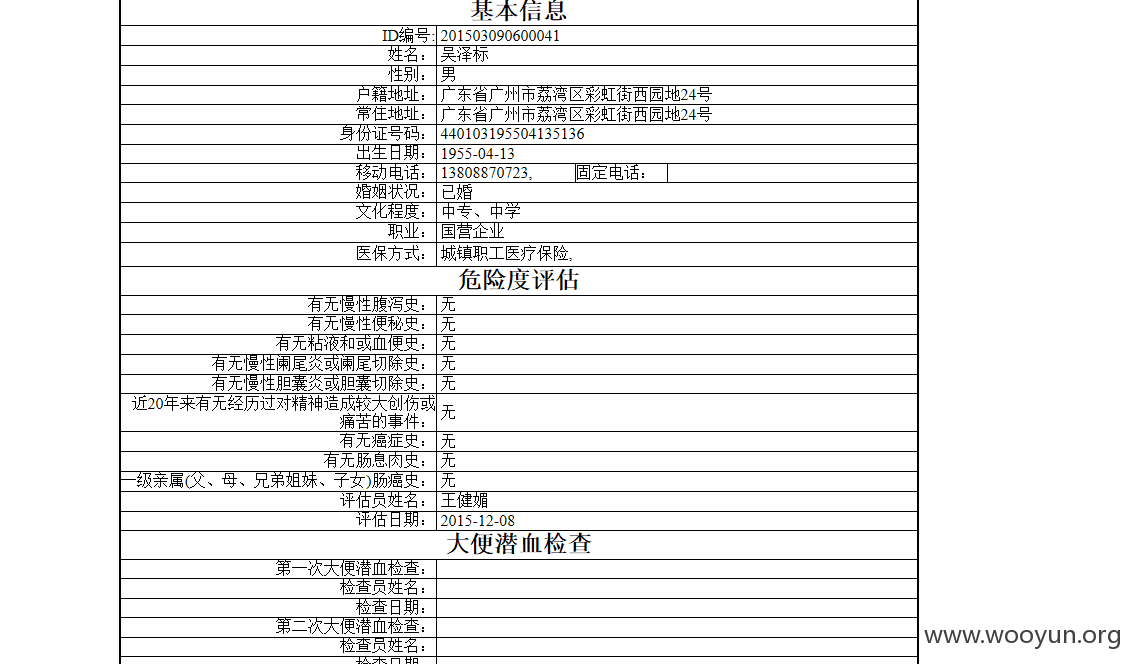 基本信息
ID编号: 201503090600041
姓名： 吴泽标
性别： 男
户籍地址： 广东省广州市荔湾区彩虹街西园地24号
常住地址： 广东省广州市荔湾区彩虹街西园地24号
身份证号码： 440103195504135136
出生日期： 1955-04-13
移动电话： 13808870723, 固定电话：
婚姻状况： 已婚
文化程度： 中专、中学
职业： 国营企业
医保方式： 城镇职工医疗保险,
危险度评估
有无慢性腹泻史： 无
有无慢性便秘史： 无
有无粘液和或血便史： 无
有无慢性阑尾炎或阑尾切除史： 无
有无慢性胆囊炎或胆囊切除史： 无
近20年来有无经历过对精神造成较大创伤或
痛苦的事件： 无
有无癌症史： 无
有无肠息肉史： 无
一级亲属(父、母、兄弟姐妹、子女)肠癌史： 无
评估员姓名： 王健媚
评估日期： 2015-12-08
大便潜血检查
第一次大便潜血检查：
检查员姓名：
检查日期：
第二次大便潜血检查：
检查员姓名：
检查日期
www.wooyun.org